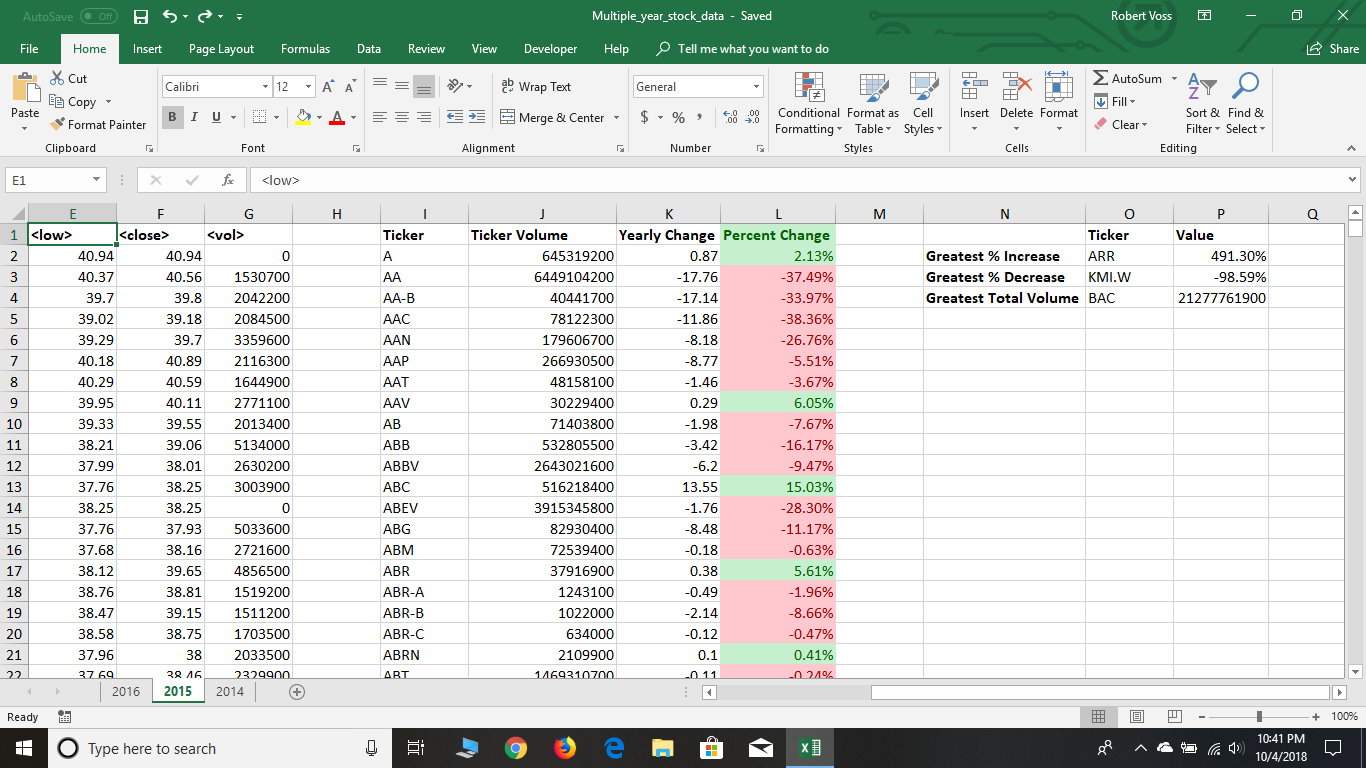 AutoSave Off Multiple_year_stock_data - Saved Robert Voss
File Home Insert Page Layout Formulas Data Review View Developer Help Tell me what you want to do Share
Paste Cut Copy Format Painter Clipboard
Calibri 12 A A B I U A Font
ab Wrap Text Merge & Center Alignment
General $ % , Number
Conditional Formatting Format as Table Cell Styles Styles
Insert Delete Format Cells
AutoSum Fill Clear Sort & Filter Find & Select Editing
E1 fx <low>
E F G H I J K L M N O P Q
1 <low> <close> <vol> Ticker Ticker Volume Yearly Change Percent Change Ticker Value
2 40.94 40.94 0 A 645319200 0.87 2.13% Greatest % Increase ARR 491.30%
3 40.37 40.56 1530700 AA 6449104200 -17.76 -37.49% Greatest % Decrease KMI.W -98.59%
4 39.7 39.8 2042200 AA-B 40441700 -17.14 -33.97% Greatest Total Volume BAC 21277761900
5 39.02 39.18 2084500 AAC 78122300 -11.86 -38.36%
6 39.29 39.7 3359600 AAN 179606700 -8.18 -26.76%
7 40.18 40.89 2116300 AAP 266930500 -8.77 -5.51%
8 40.29 40.59 1644900 AAT 48158100 -1.46 -3.67%
9 39.95 40.11 2771100 AAV 30229400 0.29 6.05%
10 39.33 39.55 2013400 AB 71403800 -1.98 -7.67%
11 38.21 39.06 5134000 ABB 532805500 -3.42 -16.17%
12 37.99 38.01 2630200 ABBV 2643021600 -6.2 -9.47%
13 37.76 38.25 3003900 ABC 516218400 13.55 15.03%
14 38.25 38.25 0 ABEV 3915345800 -1.76 -28.30%
15 37.76 37.93 5033600 ABG 82930400 -8.48 -11.17%
16 37.68 38.16 2721600 ABM 72539400 -0.18 -0.63%
17 38.12 39.65 4856500 ABR 37916900 0.38 5.61%
18 38.76 38.81 1519200 ABR-A 1243100 -0.49 -1.96%
19 38.47 39.15 1511200 ABR-B 1022000 -2.14 -8.66%
20 38.58 38.75 1703500 ABR-C 634000 -0.12 -0.47%
21 37.96 38 2033500 ABRN 2109900 0.1 0.41%
22 37.69 38.46 2329900 ABT 1469310700 -0.11 -0.24%
2016 2015 2014
Ready 100%
Type here to search 10:41 PM
10/4/2018